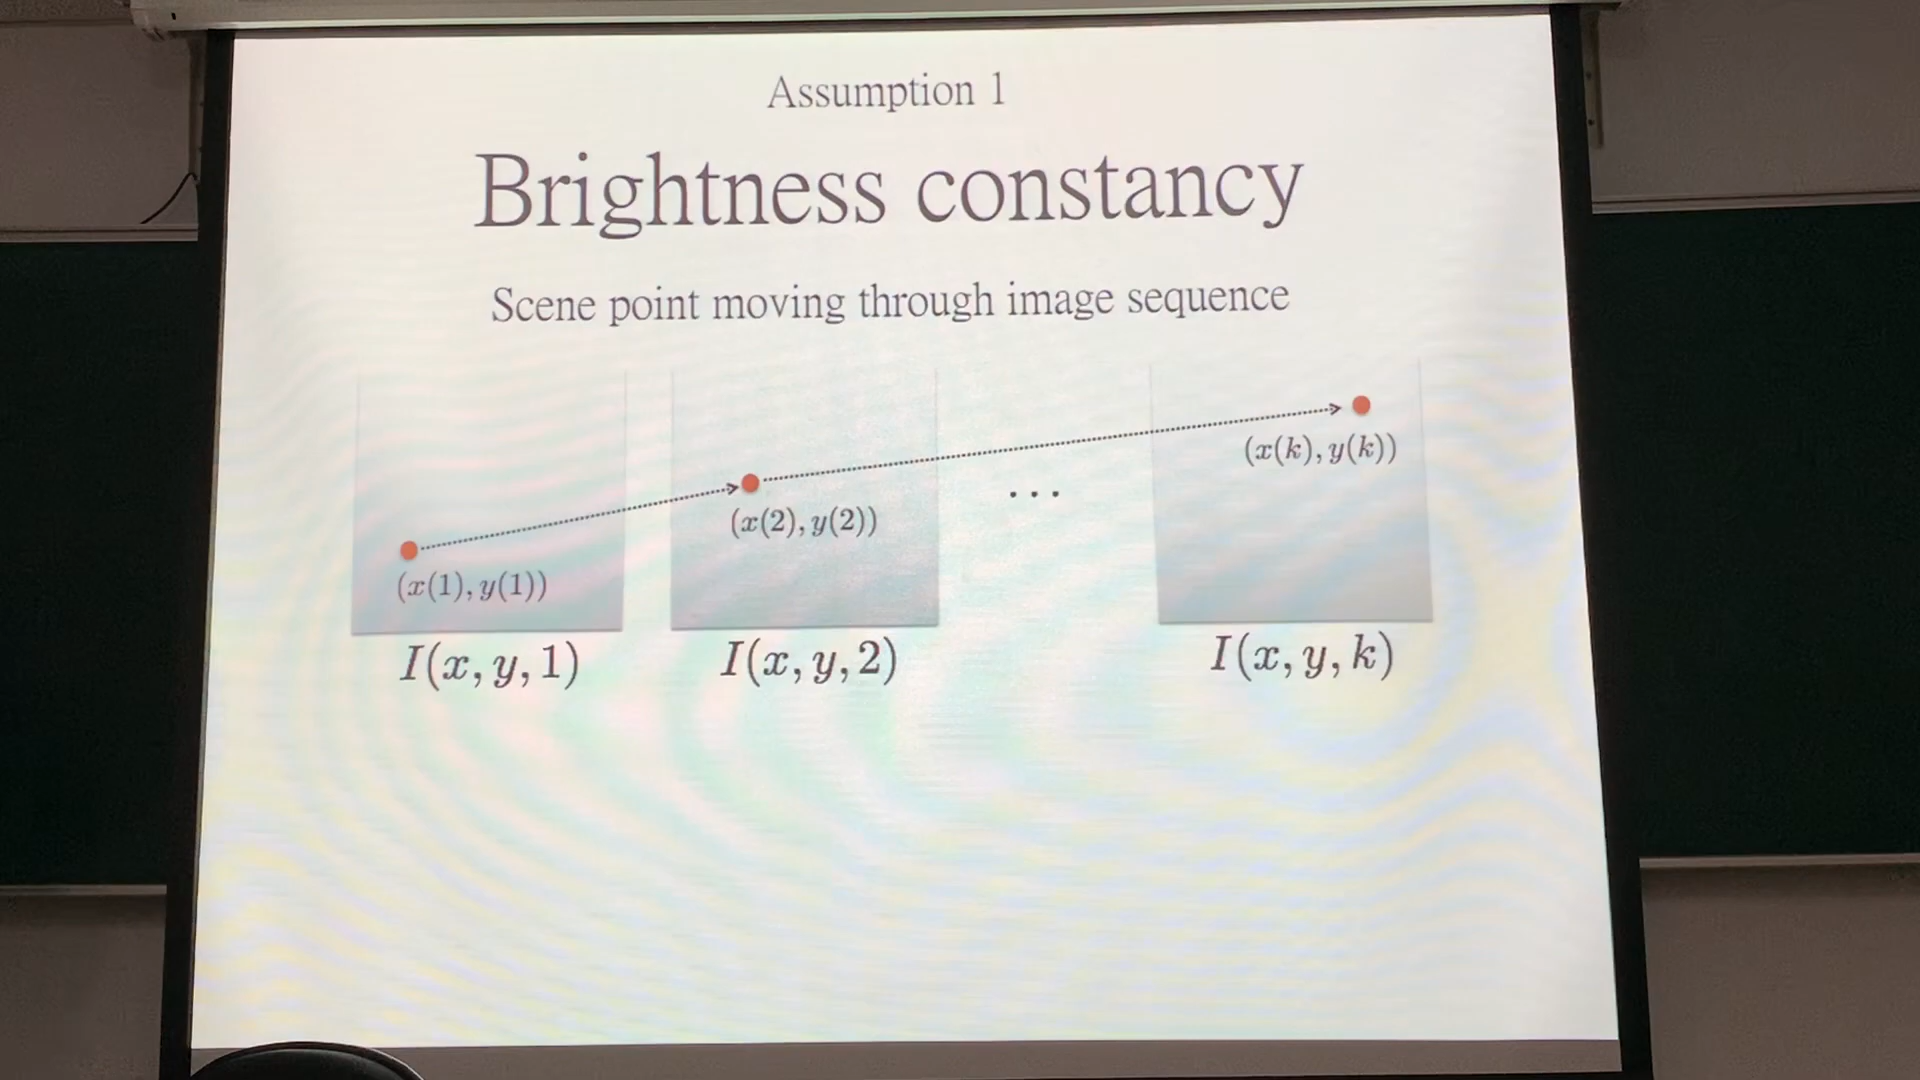 Assumption 1
Brightness constancy
Scene point moving through image sequence
(x(k), y(k))
(x(2), y(2))
...
(x(1), y(1))
I(x, y, 1)
I(x, y, 2)
I(x, y, k)